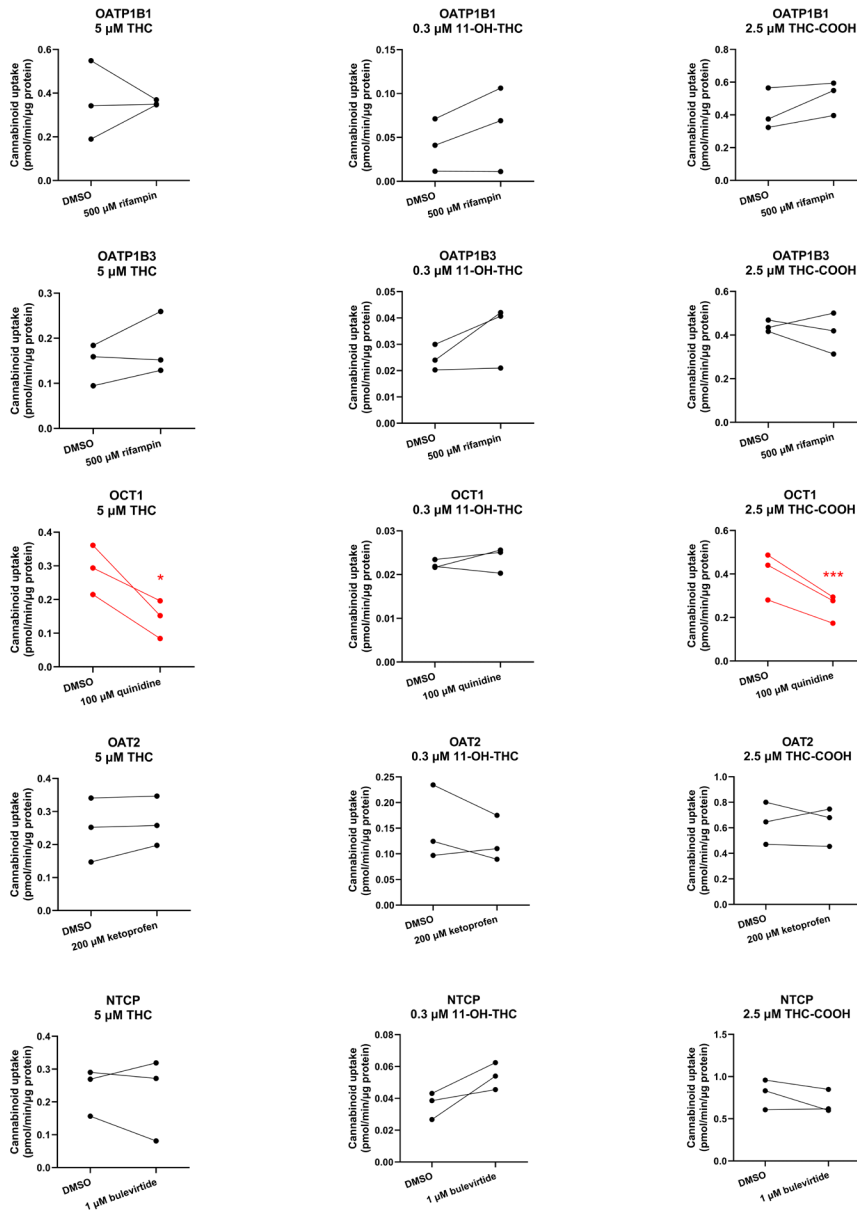 OATP1B1
5 µM THC
Cannabinoid uptake
(pmol/min/µg protein)
0.6
0.4
0.2
0.0
DMSO
500 µM rifampin
OATP1B1
0.3 µM 11-OH-THC
Cannabinoid uptake
(pmol/min/µg protein)
0.15
0.10
0.05
0.00
DMSO
500 µM rifampin
OATP1B1
2.5 µM THC-COOH
Cannabinoid uptake
(pmol/min/µg protein)
0.8
0.6
0.4
0.2
0.0
DMSO
500 µM rifampin
OATP1B3
5 µM THC
Cannabinoid uptake
(pmol/min/µg protein)
0.3
0.2
0.1
0.0
DMSO
500 µM rifampin
OATP1B3
0.3 µM 11-OH-THC
Cannabinoid uptake
(pmol/min/µg protein)
0.05
0.04
0.03
0.02
0.01
0.00
DMSO
500 µM rifampin
OATP1B3
2.5 µM THC-COOH
Cannabinoid uptake
(pmol/min/µg protein)
0.6
0.4
0.2
0.0
DMSO
500 µM rifampin
OCT1
5 µM THC
Cannabinoid uptake
(pmol/min/µg protein)
0.4
0.3
0.2
0.1
0.0
*
DMSO
100 µM quinidine
OCT1
0.3 µM 11-OH-THC
Cannabinoid uptake
(pmol/min/µg protein)
0.03
0.02
0.01
0.00
DMSO
100 µM quinidine
OCT1
2.5 µM THC-COOH
Cannabinoid uptake
(pmol/min/µg protein)
0.6
0.4
0.2
0.0
***
DMSO
100 µM quinidine
OAT2
5 µM THC
Cannabinoid uptake
(pmol/min/µg protein)
0.4
0.3
0.2
0.1
0.0
DMSO
200 µM ketoprofen
OAT2
0.3 µM 11-OH-THC
Cannabinoid uptake
(pmol/min/µg protein)
0.25
0.20
0.15
0.10
0.05
0.00
DMSO
200 µM ketoprofen
OAT2
2.5 µM THC-COOH
Cannabinoid uptake
(pmol/min/µg protein)
1.0
0.8
0.6
0.4
0.2
0.0
DMSO
200 µM ketoprofen
NTCP
5 µM THC
Cannabinoid uptake
(pmol/min/µg protein)
0.4
0.3
0.2
0.1
0.0
DMSO
1 µM bulevirtide
NTCP
0.3 µM 11-OH-THC
Cannabinoid uptake
(pmol/min/µg protein)
0.08
0.06
0.04
0.02
0.00
DMSO
1 µM bulevirtide
NTCP
2.5 µM THC-COOH
Cannabinoid uptake
(pmol/min/µg protein)
1.5
1.0
0.5
0.0
DMSO
1 µM bulevirtide